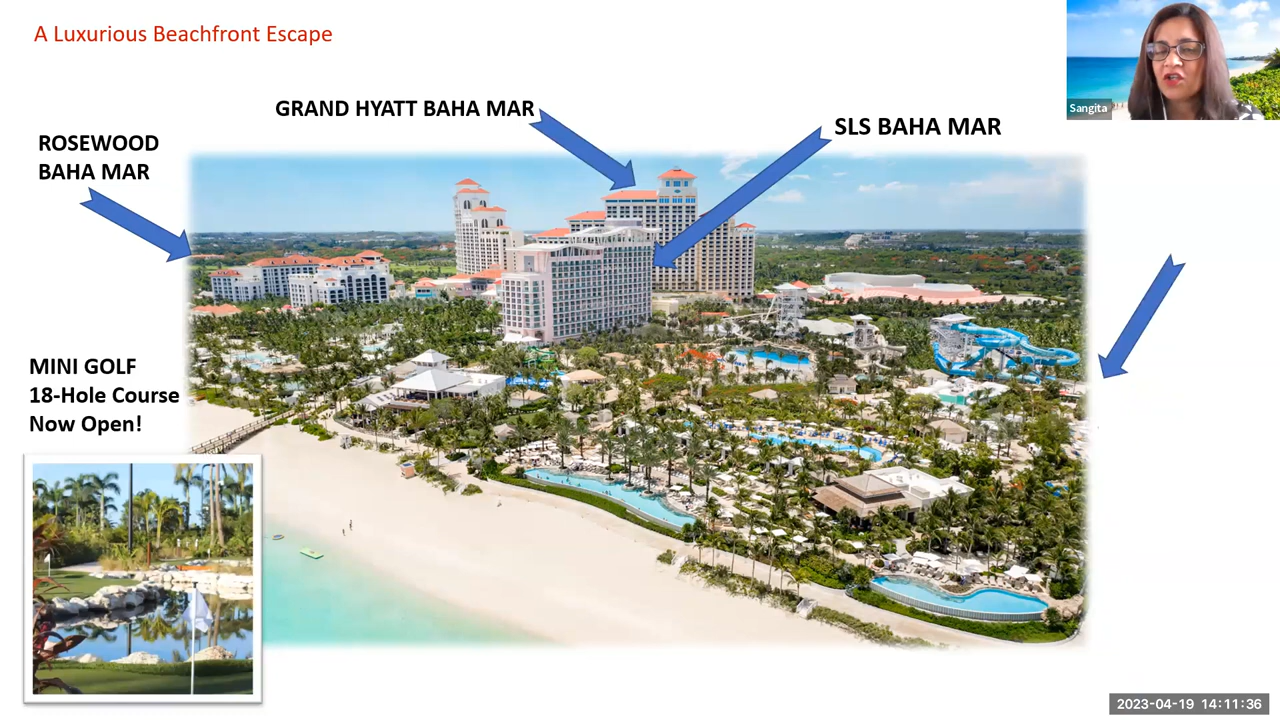 A Luxurious Beachfront Escape
Sangita
GRAND HYATT BAHA MAR
SLS BAHA MAR
ROSEWOOD
BAHA MAR
MINI GOLF
18-Hole Course
Now Open!
2023-04-19 14:11:36